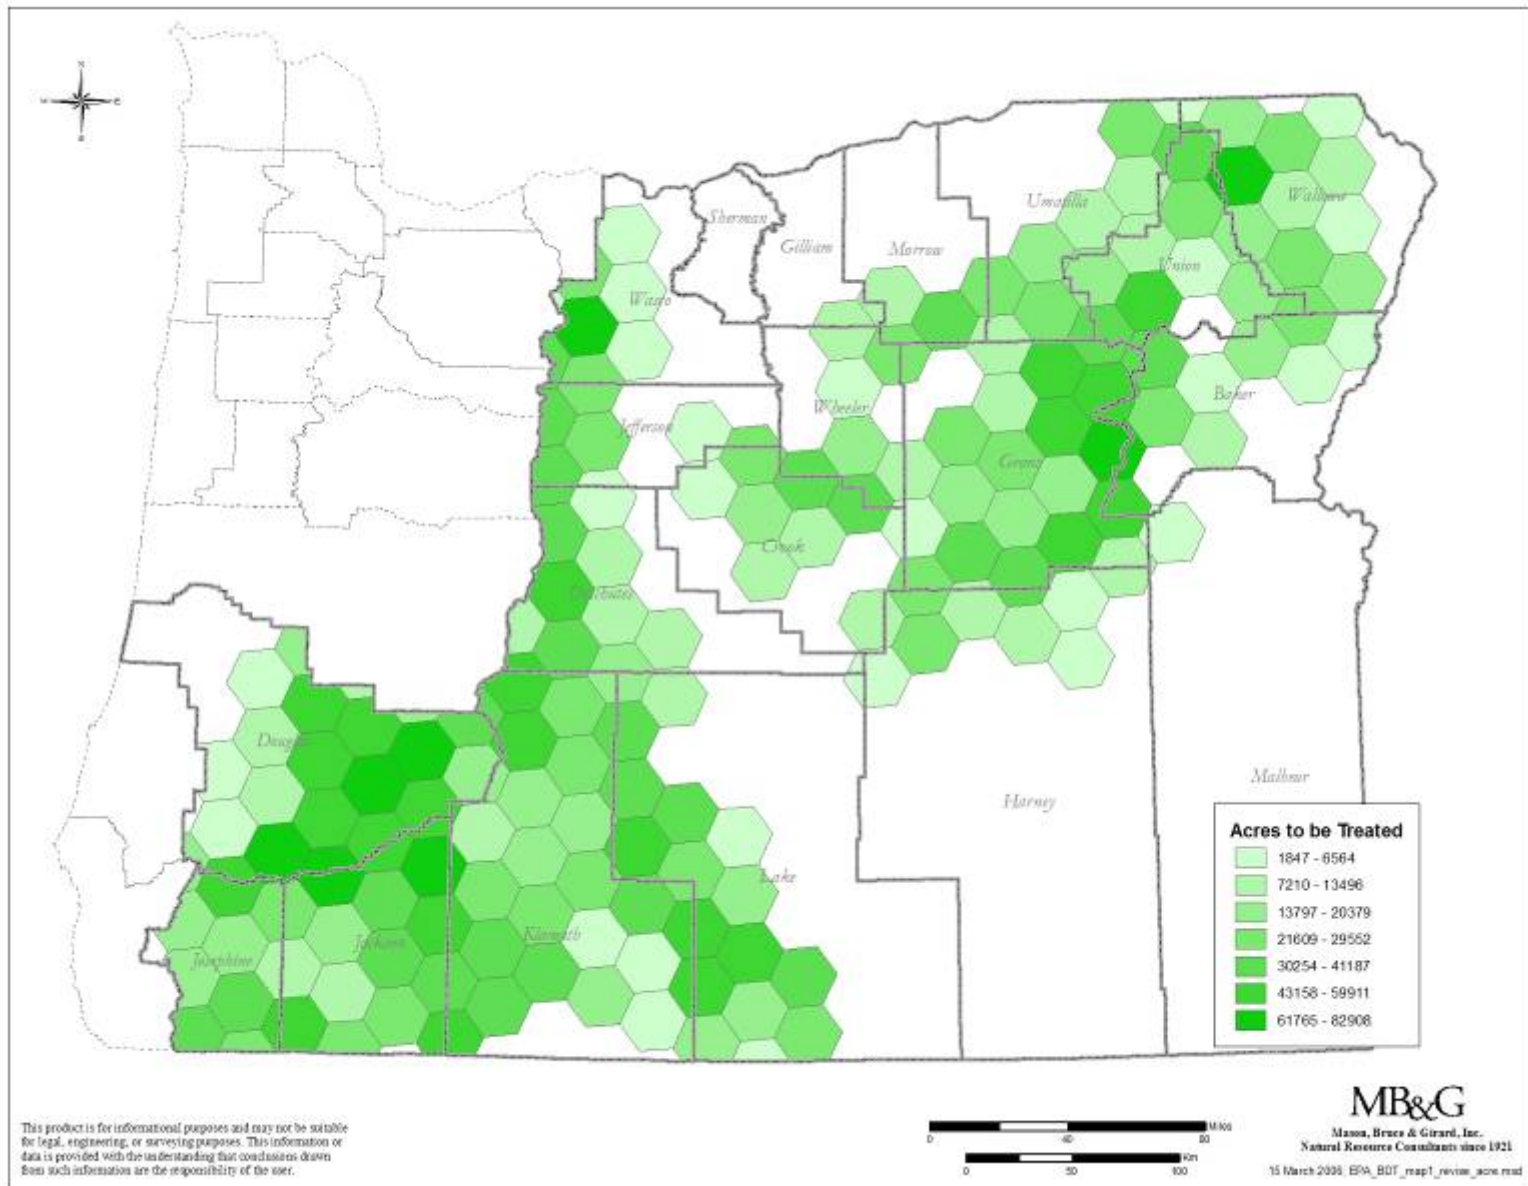 N
W E
S
Sherman
Umatilla
Wallowa
Gilliam
Morrow
Union
Wasco
Jefferson
Wheeler
Baker
Grant
Crook
Deschutes
Douglas
Malheur
Harney
Lake
Klamath
Jackson
Josephine
Acres to be Treated
1847 - 6564
7210 - 13496
13797 - 20379
21609 - 29552
30254 - 41187
43158 - 59911
61765 - 82908
This product is for informational purposes and may not be suitable
for legal, engineering, or surveying purposes. This information or
data is provided with the understanding that conclusions drawn
from such information are the responsibility of the user.
0 40 80 Miles
0 50 100 Km
MB&G
Mason, Bruce & Girard, Inc.
Natural Resource Consultants since 1921
15 March 2006; EPA_BDT_map1_revise_acre.mxd